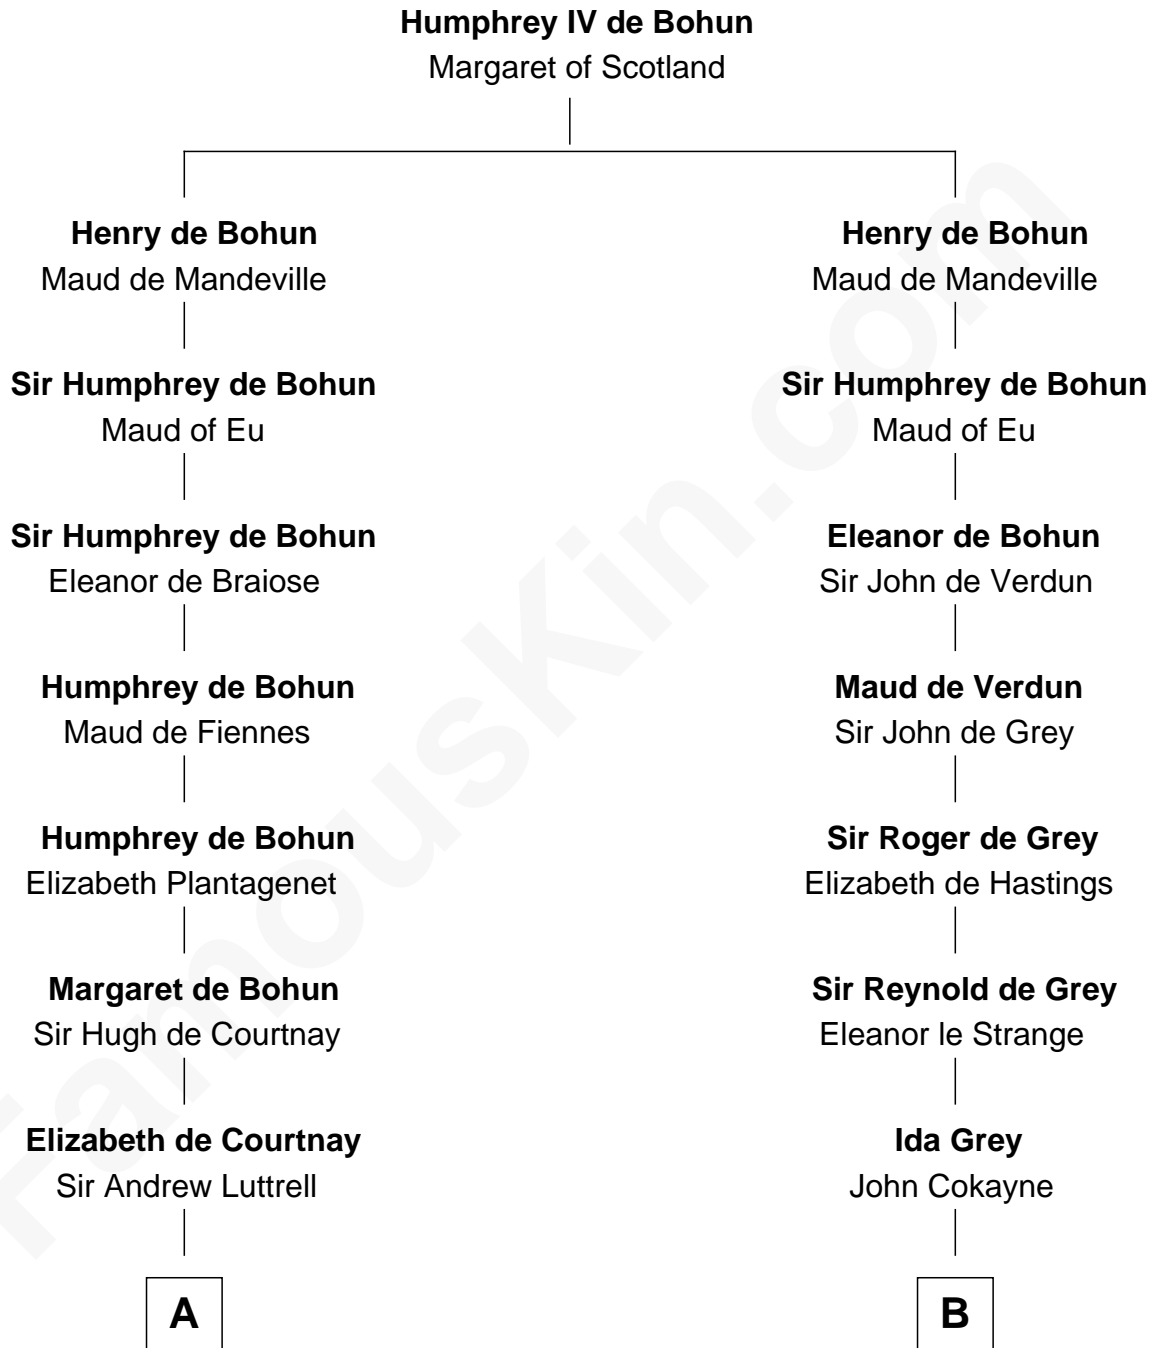 Humphrey IV de Bohun
Margaret of Scotland
Henry de Bohun
Maud de Mandeville
Henry de Bohun
Maud de Mandeville
Sir Humphrey de Bohun
Maud of Eu
Sir Humphrey de Bohun
Maud of Eu
Sir Humphrey de Bohun
Eleanor de Braiose
Eleanor de Bohun
Sir John de Verdun
Humphrey de Bohun
Maud de Fiennes
Maud de Verdun
Sir John de Grey
Humphrey de Bohun
Elizabeth Plantagenet
Sir Roger de Grey
Elizabeth de Hastings
Margaret de Bohun
Sir Hugh de Courtnay
Sir Reynold de Grey
Eleanor le Strange
Elizabeth de Courtnay
Sir Andrew Luttrell
Ida Grey
John Cokayne
A
B
FamousKin.com